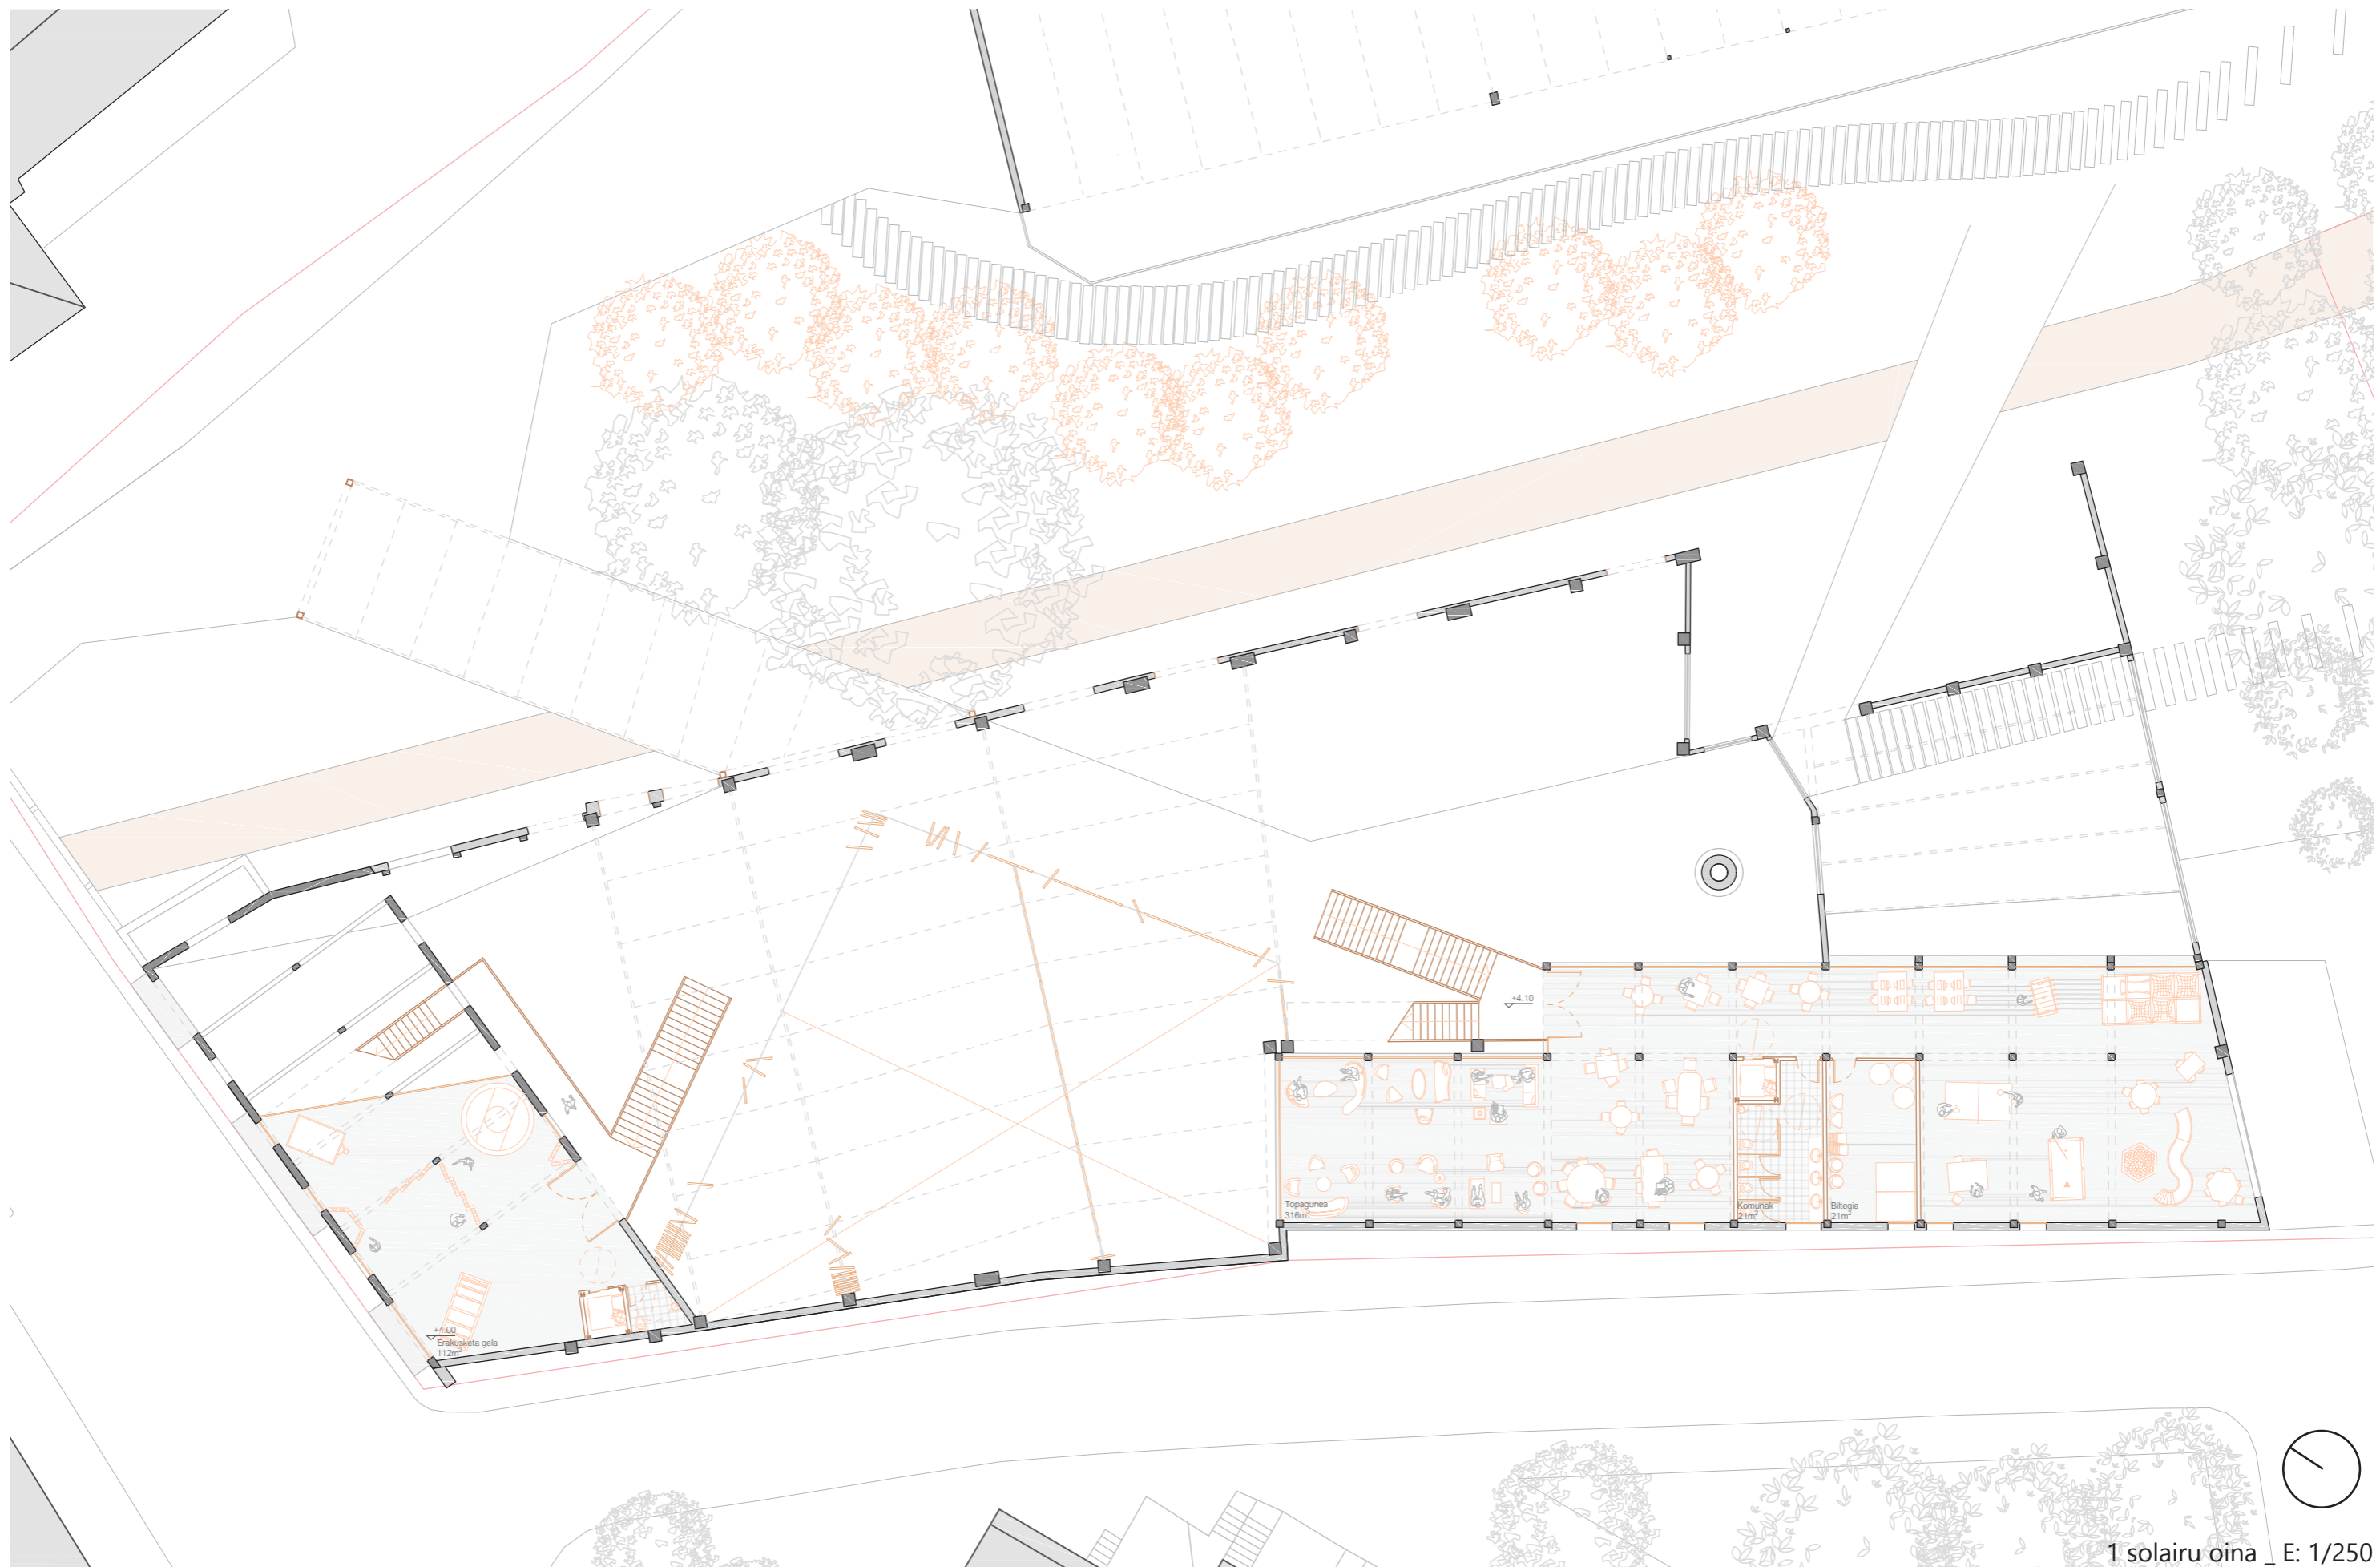 +4.10
Topagunea
316m²
Komunak
21m²
Biltegia
21m²
+4.00
Erakusketa gela
112m²
1 solairu oina _ E: 1/250